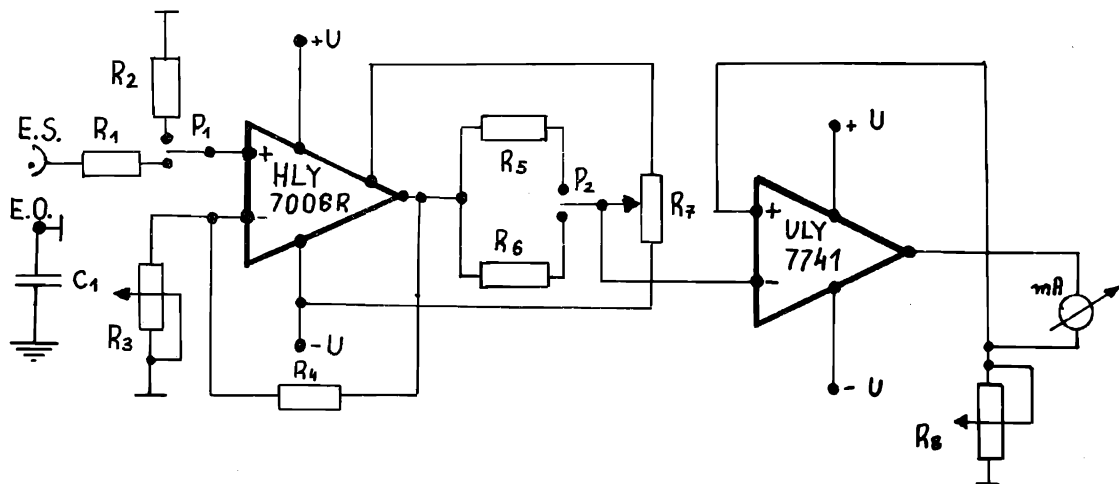 +U
R2
E.S.
R1
P1
+
HLY
7006R
-
E.O.
C1
R3
-U
R4
R5
P2
R6
R7
+ U
+
ULY
7741
-
mA
- U
R8